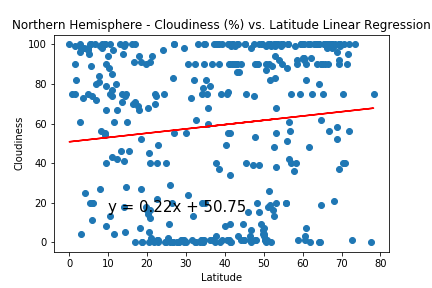 Northern Hemisphere - Cloudiness (%) vs. Latitude Linear Regression
100
80
60
40
20
0
Cloudiness
y = 0.22x + 50.75
0 10 20 30 40 50 60 70 80
Latitude